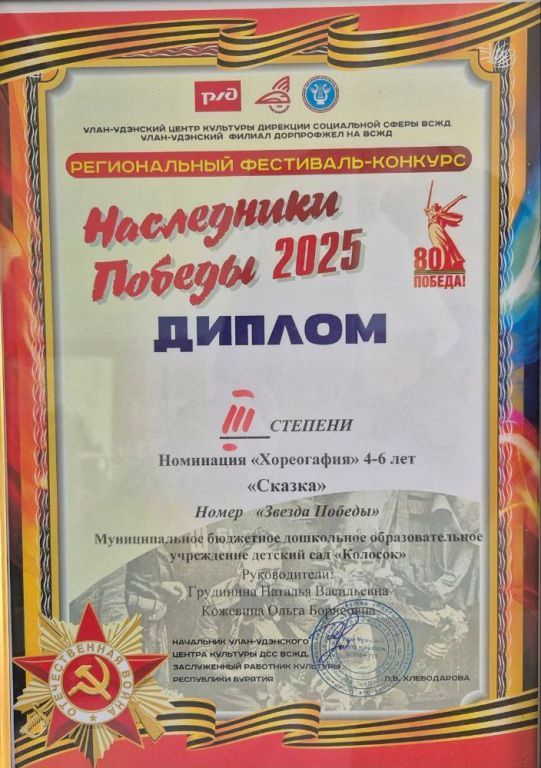 РЖД
УЛАН-УДЭНСКИЙ ЦЕНТР КУЛЬТУРЫ ДИРЕКЦИИ СОЦИАЛЬНОЙ СФЕРЫ ВСЖД
УЛАН-УДЭНСКИЙ ФИЛИАЛ ДОРПРОФЖЕЛ НА ВСЖД
РЕГИОНАЛЬНЫЙ ФЕСТИВАЛЬ-КОНКУРС
Наследники
Победы 2025
80
ПОБЕДА!
ДИПЛОМ
III СТЕПЕНИ
Номинация «Хореогафия» 4-6 лет
«Сказка»
Номер «Звезда Победы»
Муниципальное бюджетное дошкольное образовательное
учреждение детский сад «Колосок»
Руководители:
Грудинина Наталья Васильевна
Кожевина Ольга Борисовна
НАЧАЛЬНИК УЛАН-УДЭНСКОГО
ЦЕНТРА КУЛЬТУРЫ ДСС ВСЖД,
ЗАСЛУЖЕННЫЙ РАБОТНИК КУЛЬТУРЫ
РЕСПУБЛИКИ БУРЯТИЯ
Л.В. ХЛЕБОДАРОВА
ОТЕЧЕСТВЕННАЯ ВОЙНА